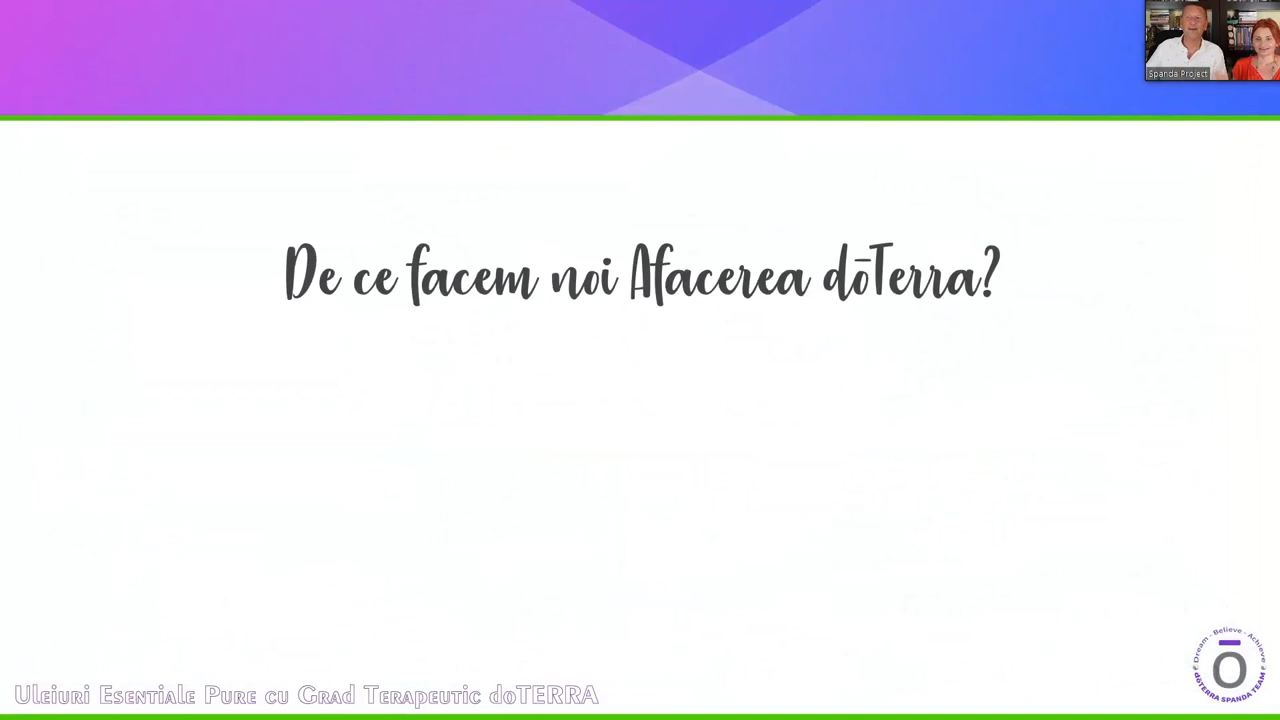 Spanda Project
De ce facem noi Afacerea dōTerra?
Uleiuri Esentiale Pure cu Grad Terapeutic doTERRA
Dream - Believe - Achieve
Ō
dōTERRA SPANDA TEAM